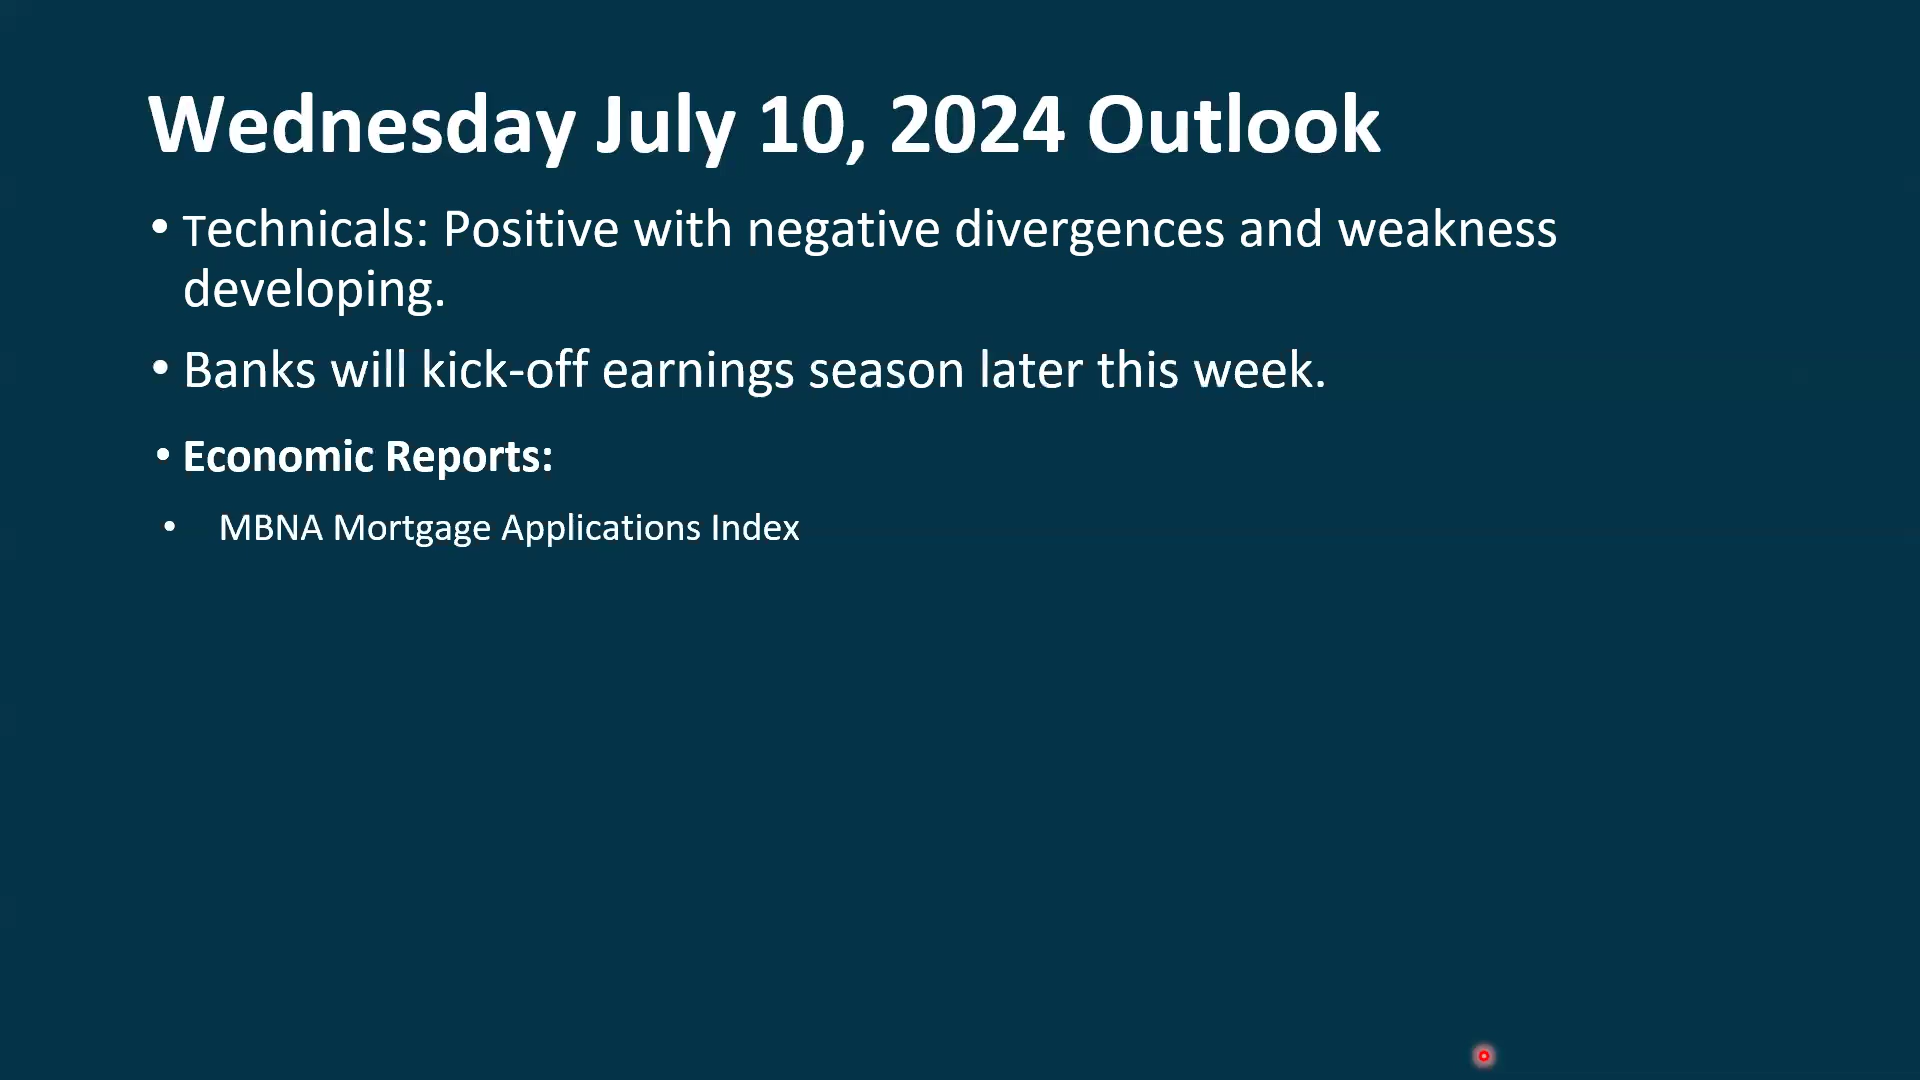 Wednesday July 10, 2024 Outlook
• Technicals: Positive with negative divergences and weakness
developing.
• Banks will kick-off earnings season later this week.
• Economic Reports:
• MBNA Mortgage Applications Index